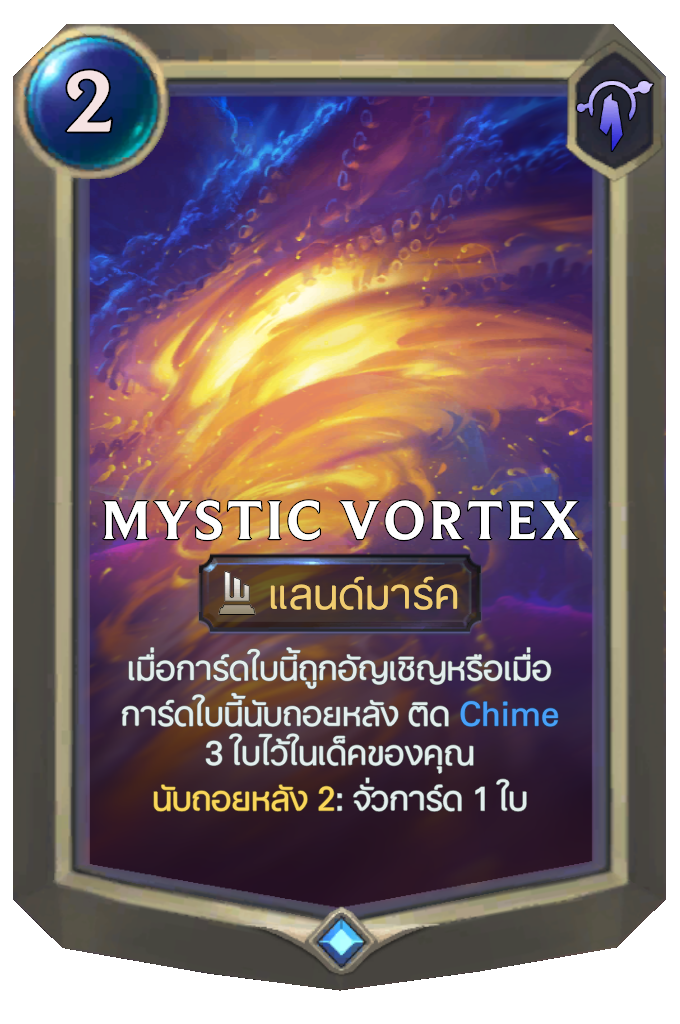 2
MYSTIC VORTEX
แลนด์มาร์ค
เมื่อการ์ดใบนี้ถูกอัญเชิญหรือเมื่อ
การ์ดใบนี้นับถอยหลัง ติด Chime
3 ใบไว้ในเด็คของคุณ
นับถอยหลัง 2: จั่วการ์ด 1 ใบ